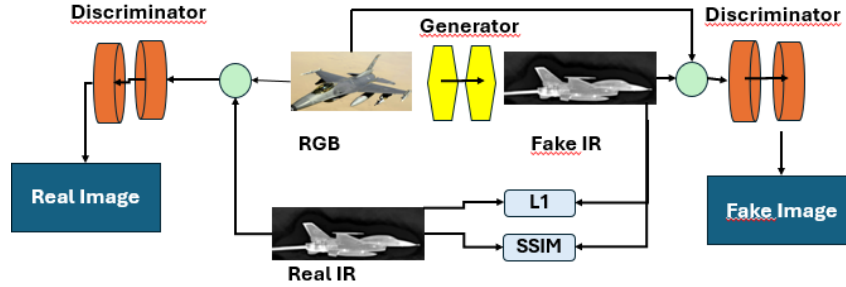 Discriminator
Generator
Discriminator
RGB
Fake IR
Real Image
L1
Fake Image
SSIM
Real IR